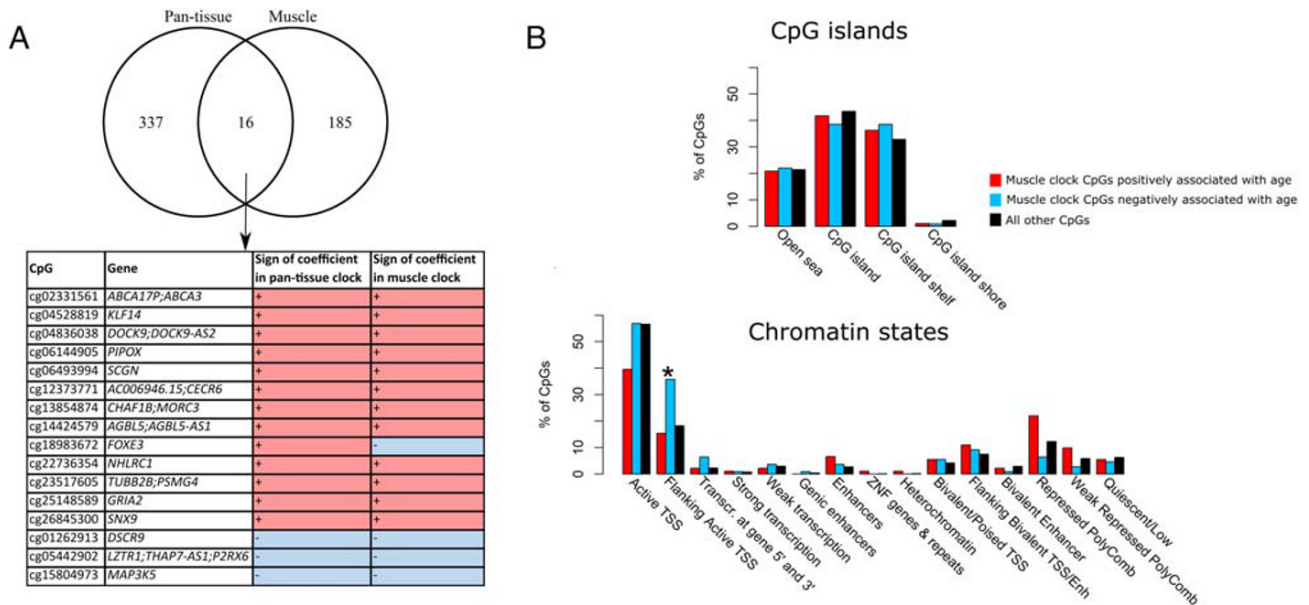 A
Pan-tissue Muscle
337 16 185
CpG Gene Sign of coefficient in pan-tissue clock Sign of coefficient in muscle clock
cg02331561 ABCA17P;ABCA3 + +
cg04528819 KLF14 + +
cg04836038 DOCK9;DOCK9-AS2 + +
cg06144905 PIPOX + +
cg06493994 SCGN + +
cg12373771 AC006946.15;CECR6 + +
cg13854874 CHAF1B;MORC3 + +
cg14424579 AGBL5;AGBL5-AS1 + +
cg18983672 FOXE3 + -
cg22736354 NHLRC1 + +
cg23517605 TUBB2B;PSMG4 + +
cg25148589 GRIA2 + +
cg26845300 SNX9 + +
cg01262913 DSCR9 - -
cg05442902 LZTR1;THAP7-AS1;P2RX6 - -
cg15804973 MAP3K5 - -
B
CpG islands
% of CpGs
50
30
10
0
Open sea
CpG island
CpG island shelf
CpG island shore
Muscle clock CpGs positively associated with age
Muscle clock CpGs negatively associated with age
All other CpGs
Chromatin states
% of CpGs
50
30
10
0
*
Active TSS
Flanking Active TSS
Transcr. at gene 5' and 3'
Strong transcription
Weak transcription
Genic enhancers
Enhancers
ZNF genes & repeats
Heterochromatin
Bivalent/Poised TSS
Flanking Bivalent TSS/Enh
Bivalent Enhancer
Repressed PolyComb
Weak Repressed PolyComb
Quiescent/Low